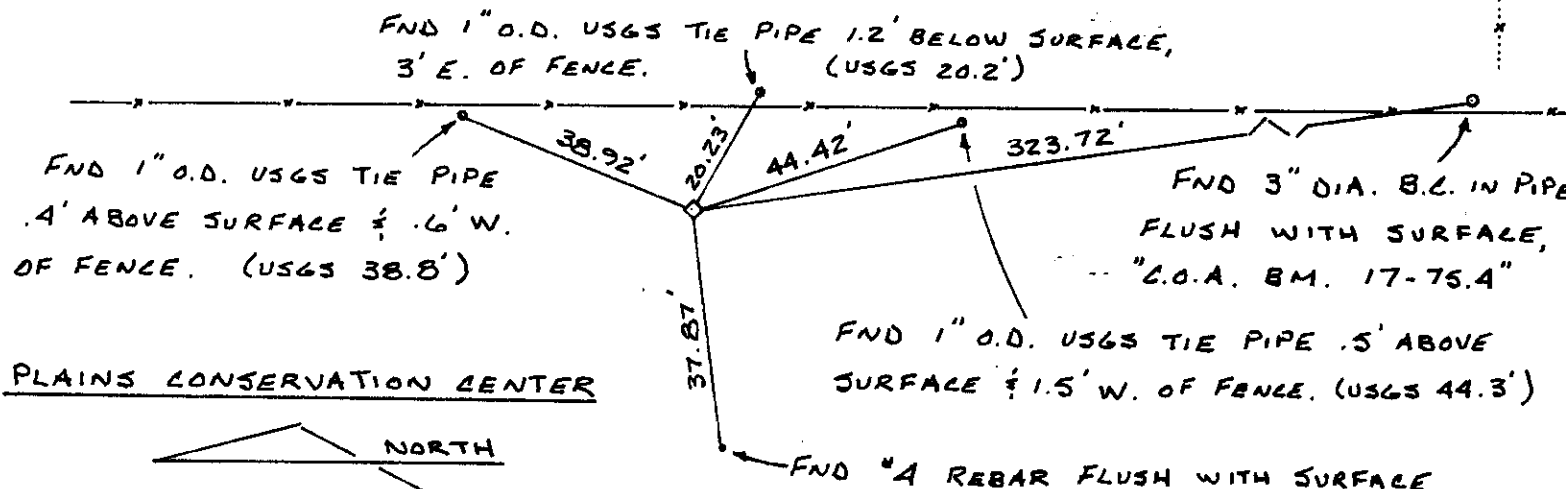 FND 1" O.D. USGS TIE PIPE 1.2' BELOW SURFACE,
3' E. OF FENCE. (USGS 20.2')
38.92'
20.23'
44.42'
323.72'
FND 1" O.D. USGS TIE PIPE
.4' ABOVE SURFACE & .6' W.
OF FENCE. (USGS 38.8')
FND 3" DIA. B.C. IN PIPE
FLUSH WITH SURFACE,
"C.O.A. BM. 17-75.4"
37.87'
FND 1" O.D. USGS TIE PIPE .5' ABOVE
SURFACE & 1.5' W. OF FENCE. (USGS 44.3')
PLAINS CONSERVATION CENTER
NORTH
FND #4 REBAR FLUSH WITH SURFACE